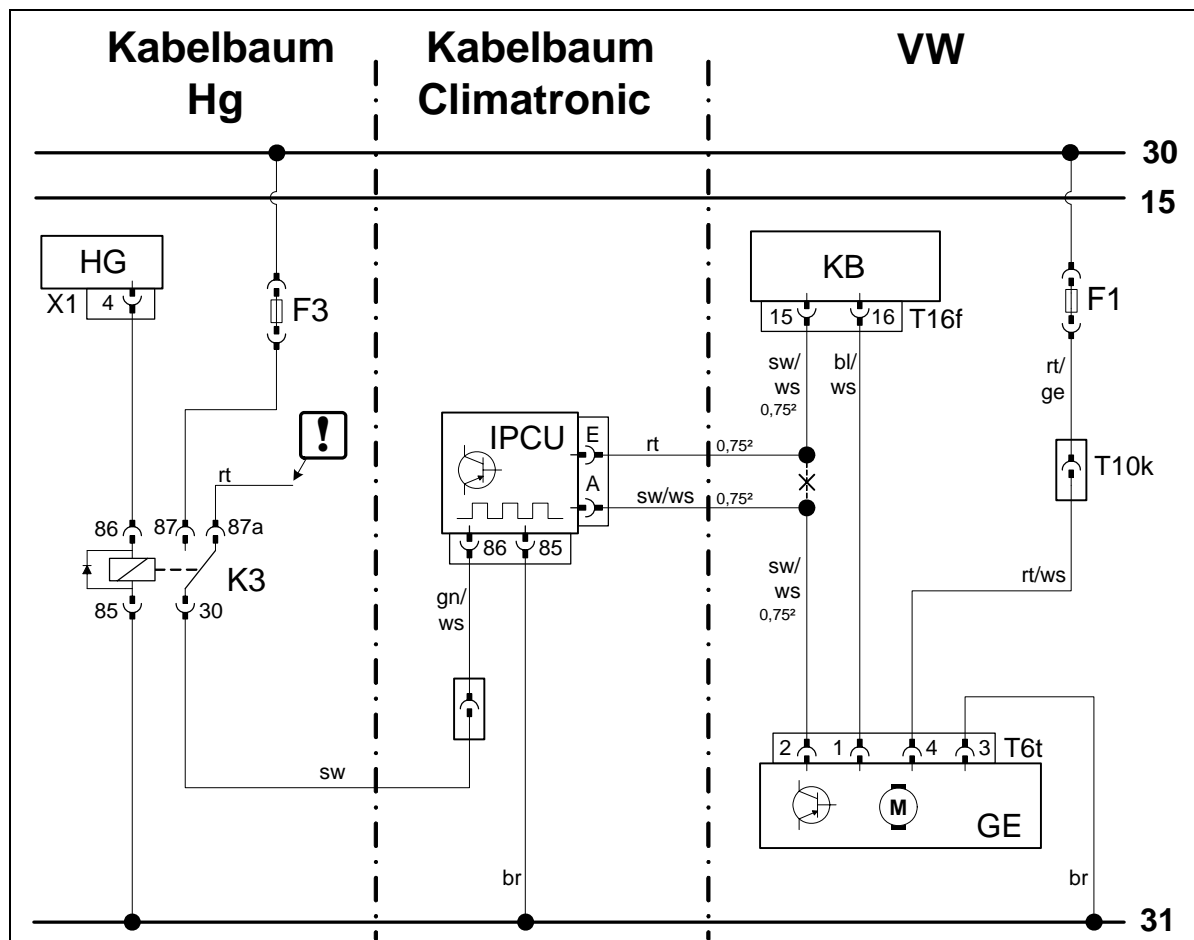 Kabelbaum
Hg
Kabelbaum
Climatronic
VW
30
15
HG
X1
4
F3
KB
15
16
T16f
F1
sw/
ws
0,75²
bl/
ws
rt/
ge
!
IPCU
E
rt
0,75²
T10k
rt
A
sw/ws
0,75²
86
87
87a
86
85
K3
85
30
gn/
ws
sw/
ws
0,75²
rt/ws
2
1
4
3
T6t
sw
M
GE
br
br
31